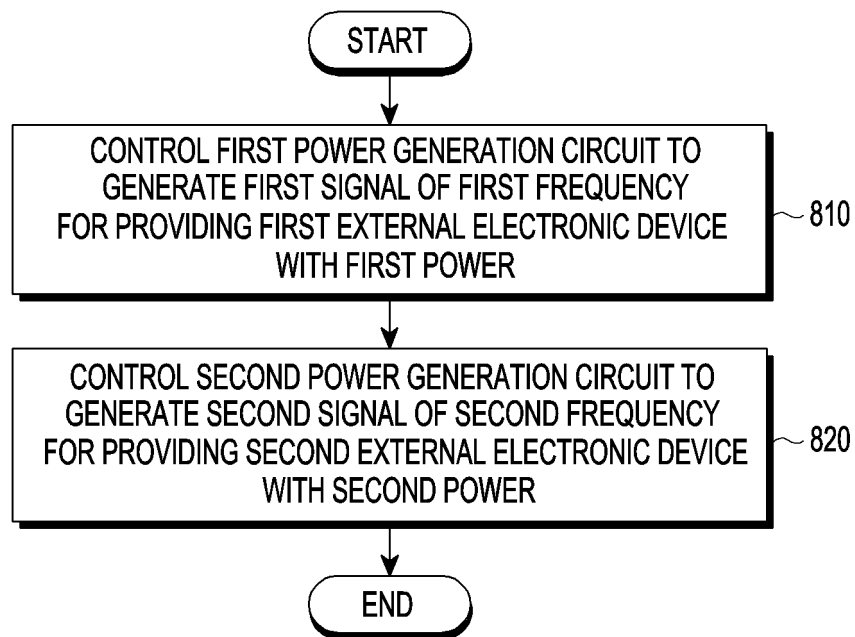 START
CONTROL FIRST POWER GENERATION CIRCUIT TO
GENERATE FIRST SIGNAL OF FIRST FREQUENCY
FOR PROVIDING FIRST EXTERNAL ELECTRONIC DEVICE
WITH FIRST POWER
810
CONTROL SECOND POWER GENERATION CIRCUIT TO
GENERATE SECOND SIGNAL OF SECOND FREQUENCY
FOR PROVIDING SECOND EXTERNAL ELECTRONIC DEVICE
WITH SECOND POWER
820
END